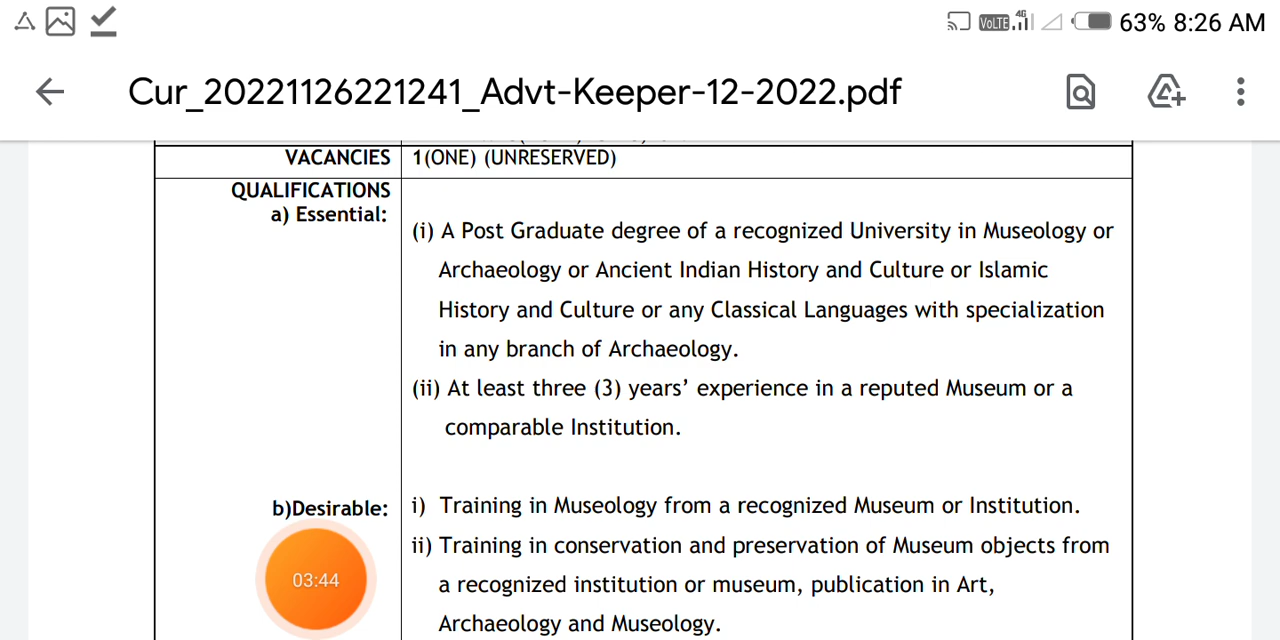 VoLTE 4G 63% 8:26 AM
Cur_20221126221241_Advt-Keeper-12-2022.pdf
VACANCIES 1(ONE) (UNRESERVED)
QUALIFICATIONS
a) Essential:
(i) A Post Graduate degree of a recognized University in Museology or
Archaeology or Ancient Indian History and Culture or Islamic
History and Culture or any Classical Languages with specialization
in any branch of Archaeology.
(ii) At least three (3) years’ experience in a reputed Museum or a
comparable Institution.
b)Desirable: i) Training in Museology from a recognized Museum or Institution.
ii) Training in conservation and preservation of Museum objects from
03:44 a recognized institution or museum, publication in Art,
Archaeology and Museology.